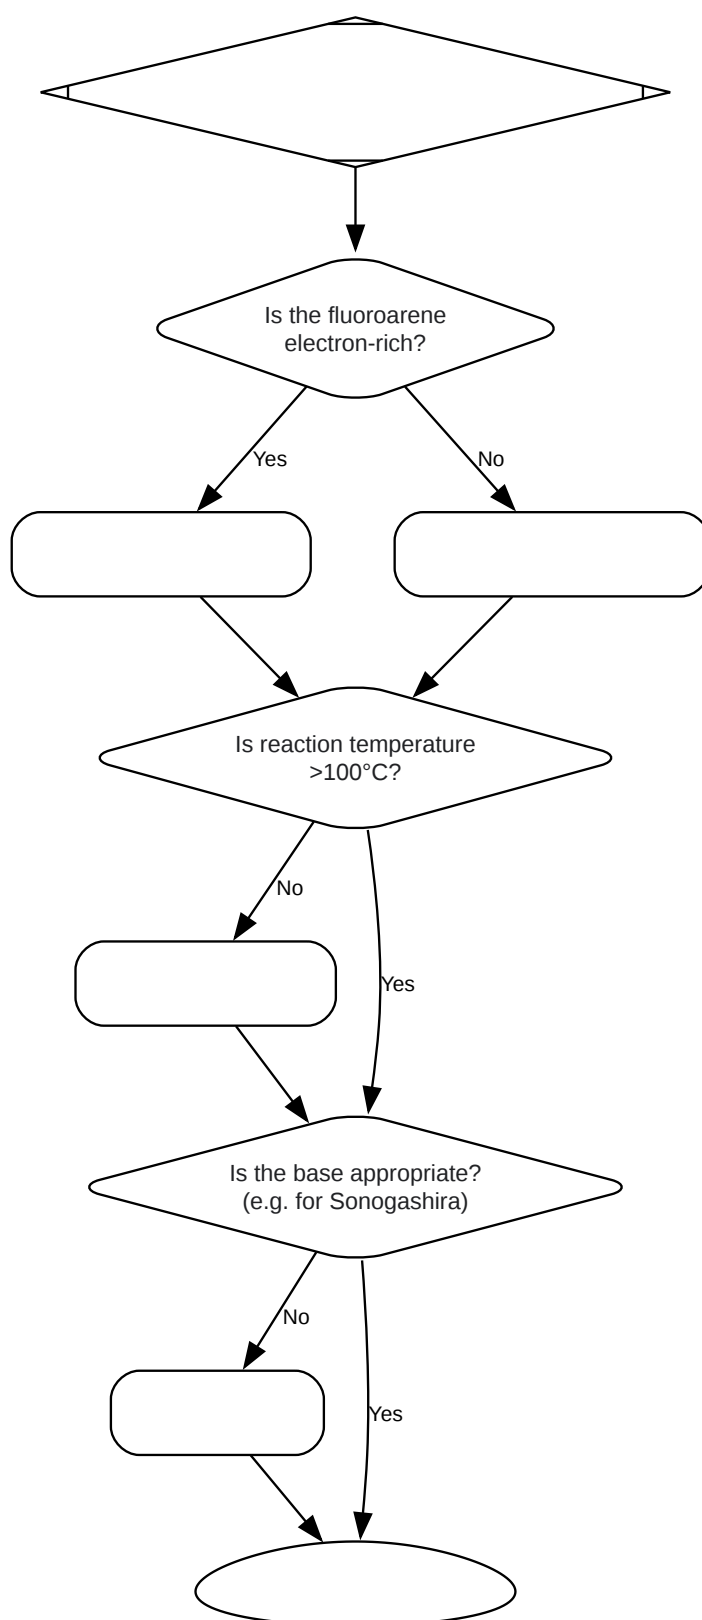 Is the fluoroarene
electron-rich?
Yes
No
Is reaction temperature
>100°C?
No
Yes
Is the base appropriate?
(e.g. for Sonogashira)
No
Yes